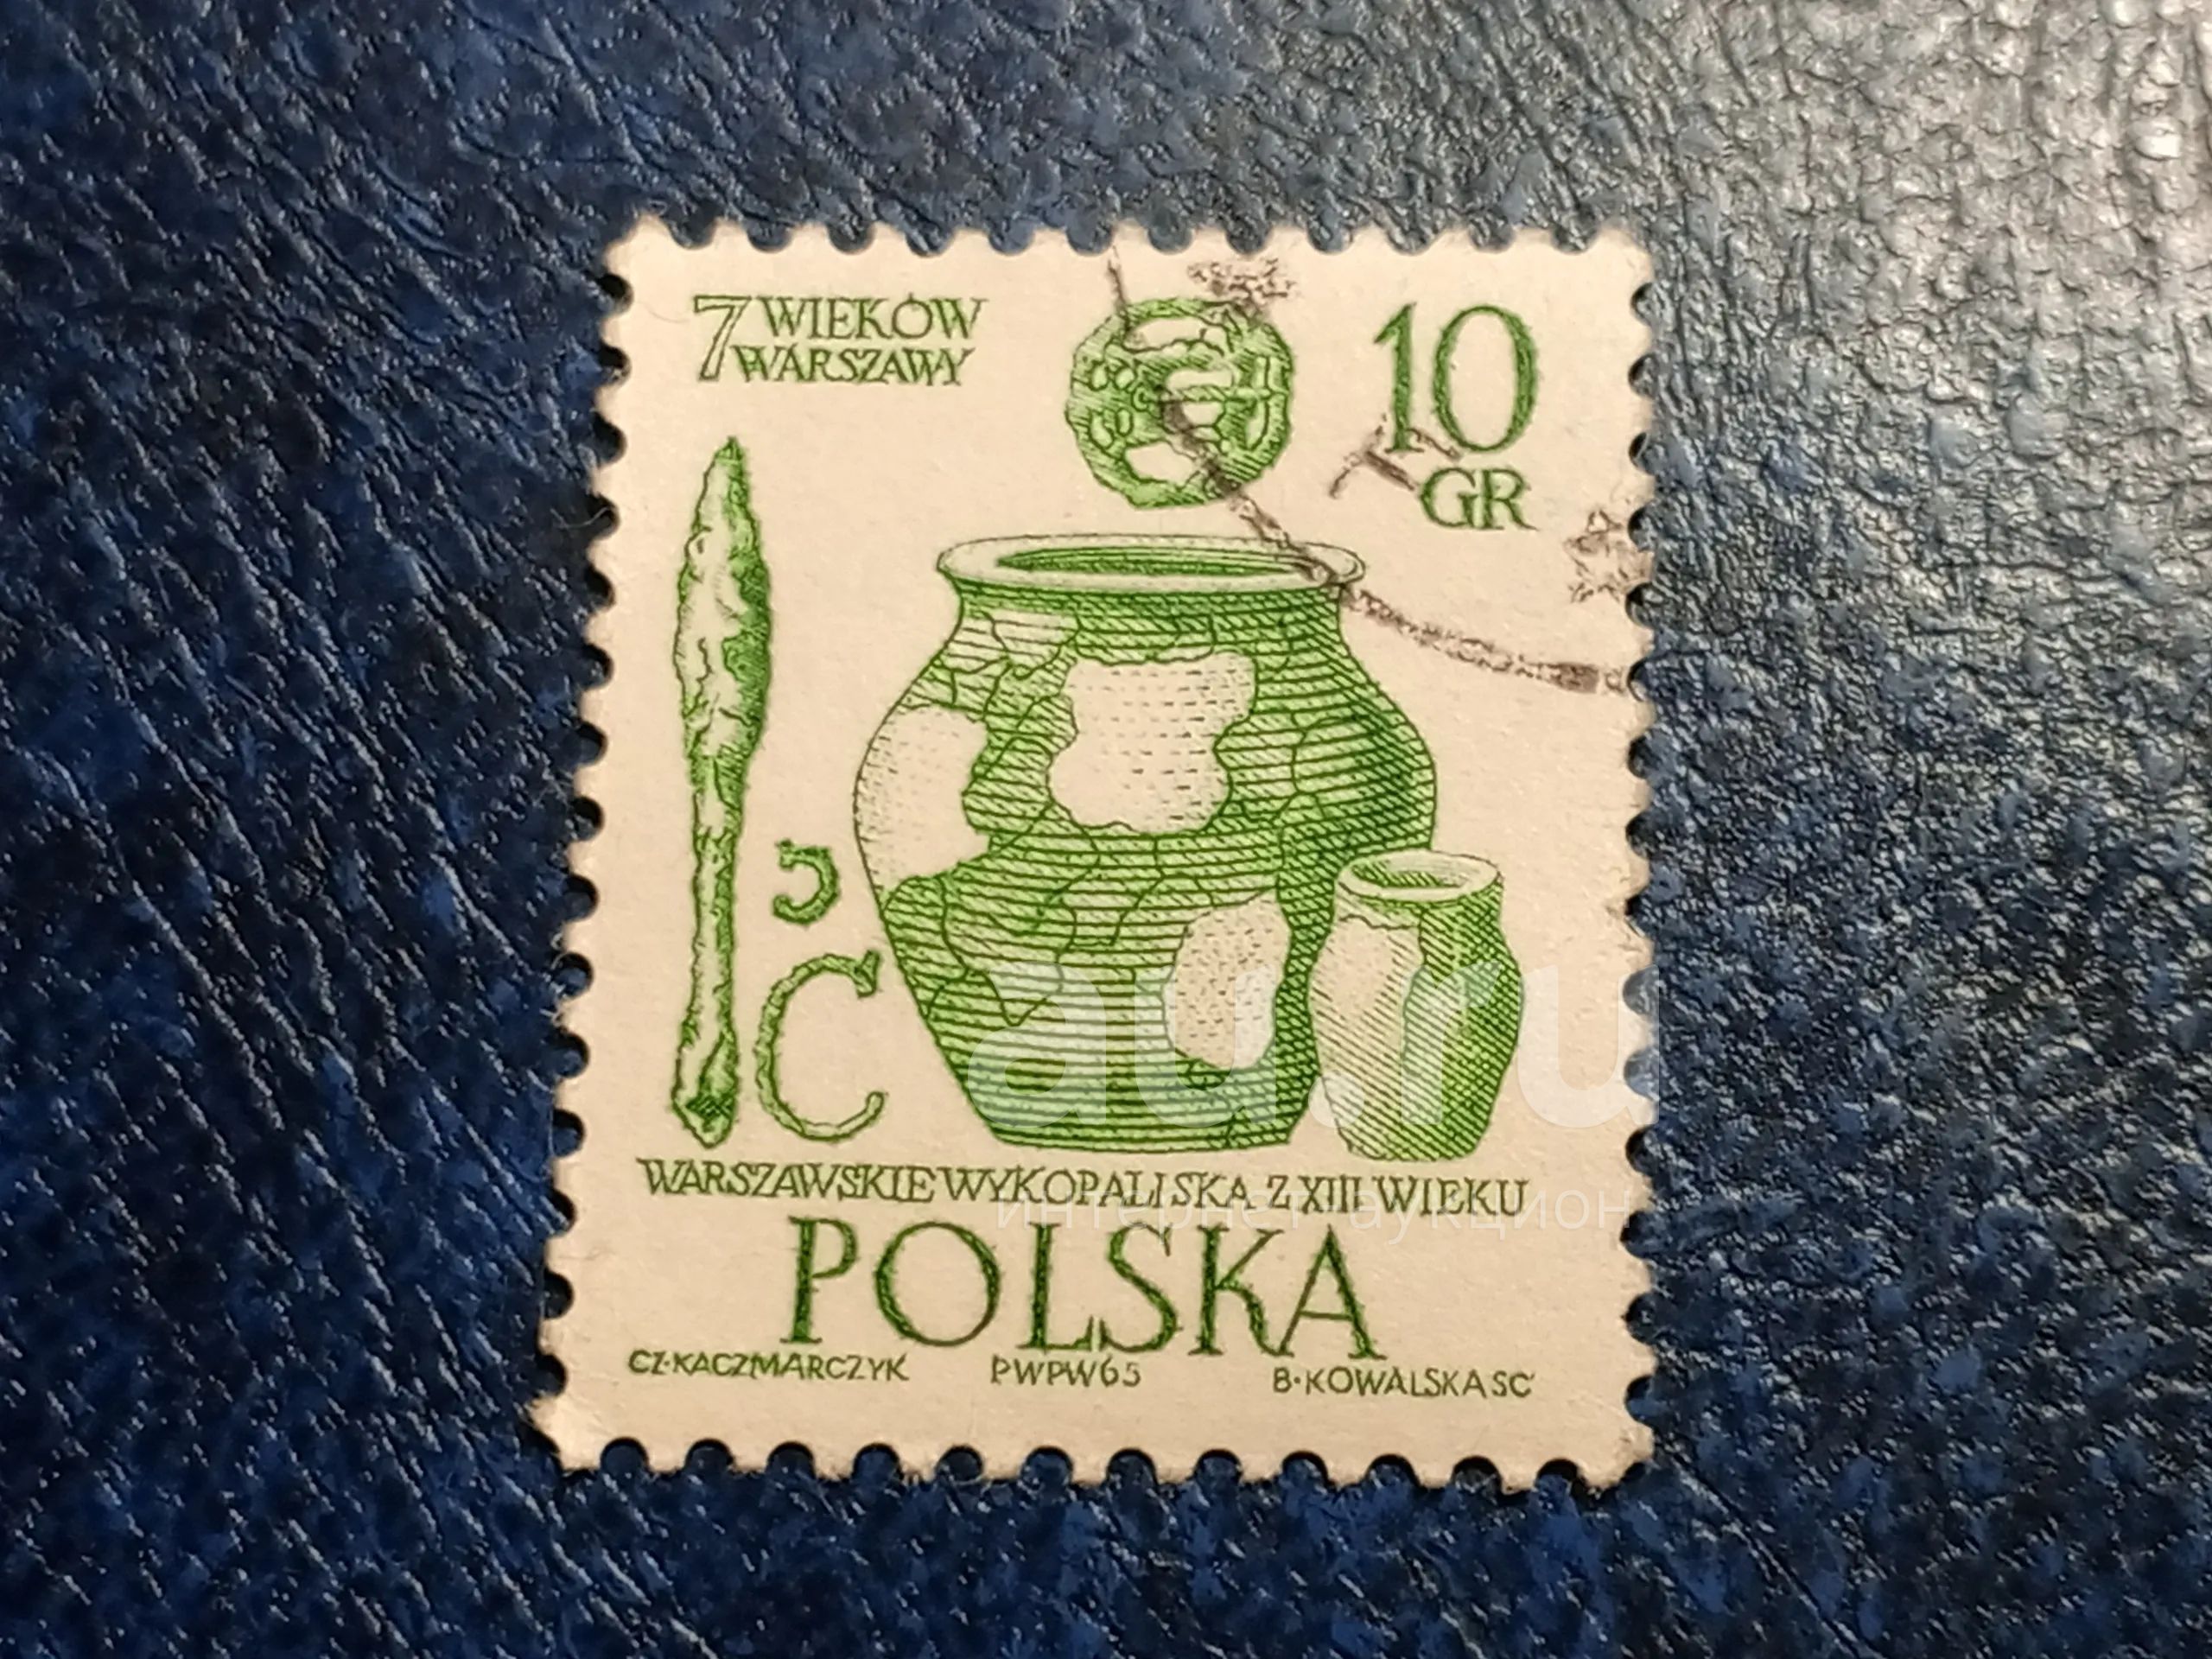 7 WIEKÓW
WARSZAWY
10
GR
WARSZAWSKIE WYKOPALISKA Z XIII WIEKU
POLSKA
CZ·KACZMARCZYK PWPW65 B·KOWALSKA SC
au.ru
интернет аукцион